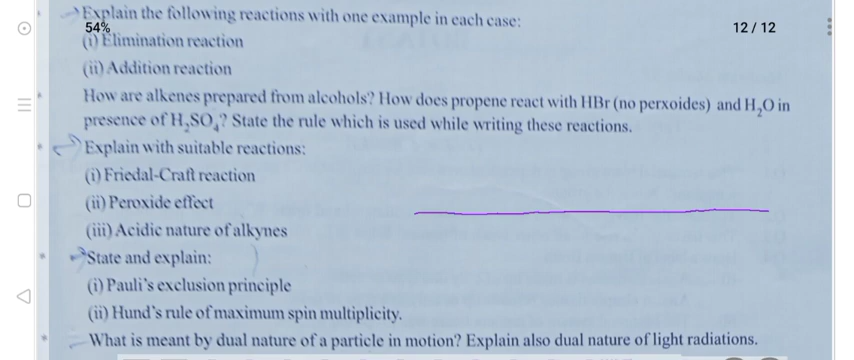 Explain the following reactions with one example in each case:
54%
12 / 12
(i) Elimination reaction
(ii) Addition reaction
How are alkenes prepared from alcohols? How does propene react with HBr (no perxoides) and H₂O in
presence of H₂SO₄? State the rule which is used while writing these reactions.
Explain with suitable reactions:
(i) Friedal-Craft reaction
(ii) Peroxide effect
(iii) Acidic nature of alkynes
State and explain:
(i) Pauli's exclusion principle
(ii) Hund's rule of maximum spin multiplicity.
What is meant by dual nature of a particle in motion? Explain also dual nature of light radiations.